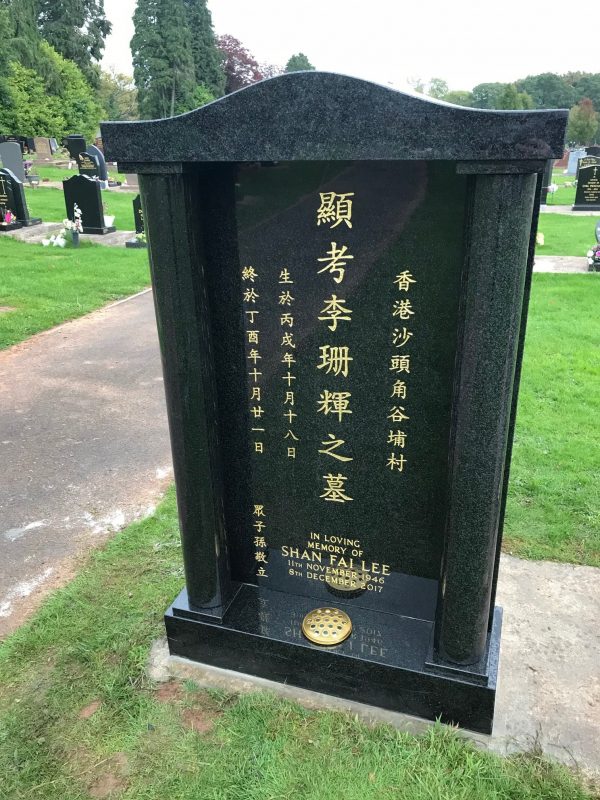 香港沙頭角谷埔村
顯考李珊輝之墓
生於丙戌年十月十八日
終於丁酉年十月廿一日
眾子孫敬立
IN LOVING
MEMORY OF
SHAN FAI LEE
11TH NOVEMBER 1946
8TH DECEMBER 2017